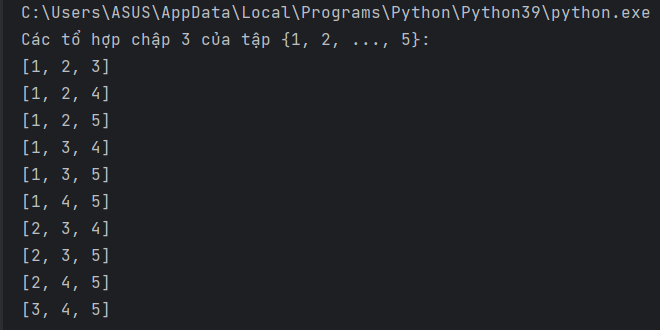 C:\Users\ASUS\AppData\Local\Programs\Python\Python39\python.exe
Các tổ hợp chập 3 của tập {1, 2, ..., 5}:
[1, 2, 3]
[1, 2, 4]
[1, 2, 5]
[1, 3, 4]
[1, 3, 5]
[1, 4, 5]
[2, 3, 4]
[2, 3, 5]
[2, 4, 5]
[3, 4, 5]